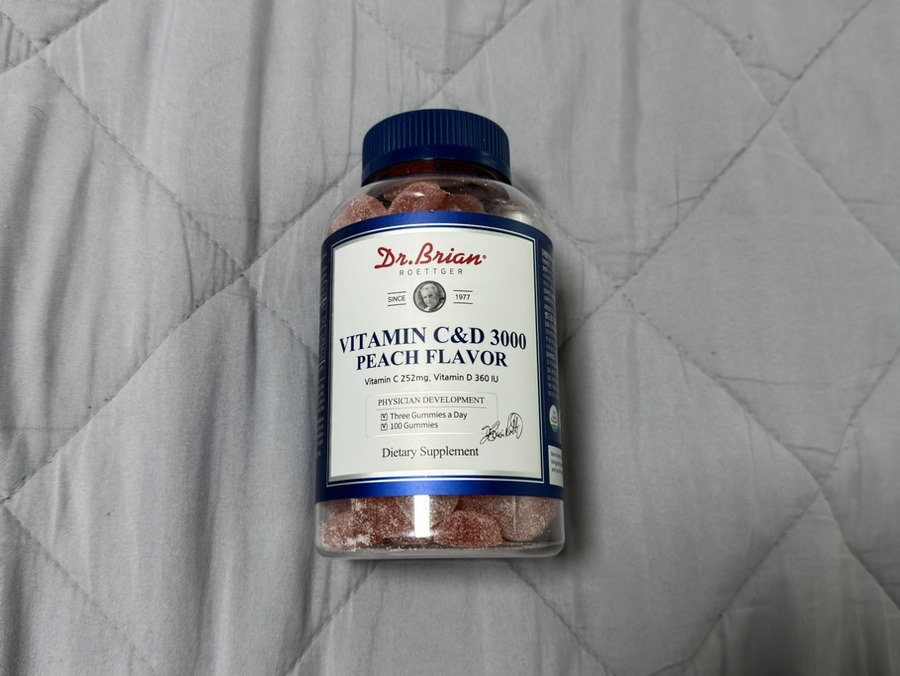 Dr.Brian
ROETTGER
SINCE 1977
VITAMIN C&D 3000
PEACH FLAVOR
Vitamin C 252mg, Vitamin D 360 IU
PHYSICIAN DEVELOPMENT
Three Gummies a Day
100 Gummies
Dietary Supplement